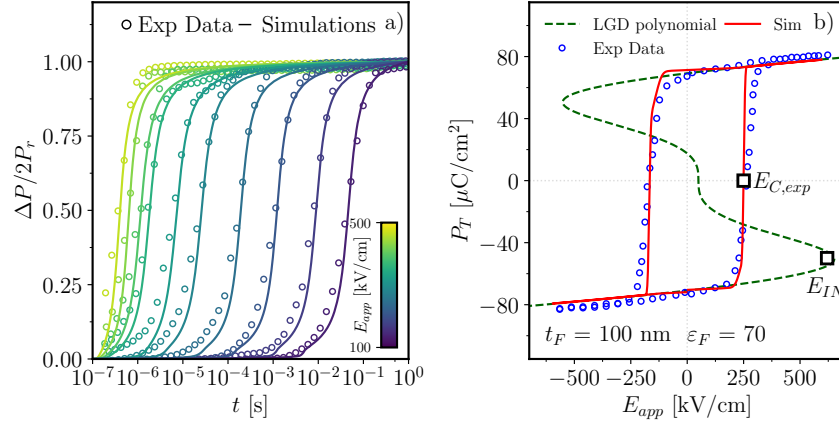 Exp Data Simulations a)
ΔP/2P_r
1.00
0.75
0.50
0.25
0.00
500
E_app [kV/cm]
100
10^-7 10^-6 10^-5 10^-4 10^-3 10^-2 10^-1 10^0
t [s]
b)
LGD polynomial Sim
Exp Data
P_T [μC/cm^2]
80
40
0
−40
−80
E_C,exp
E_IN
t_F = 100 nm ε_F = 70
−500 −250 0 250 500
E_app [kV/cm]